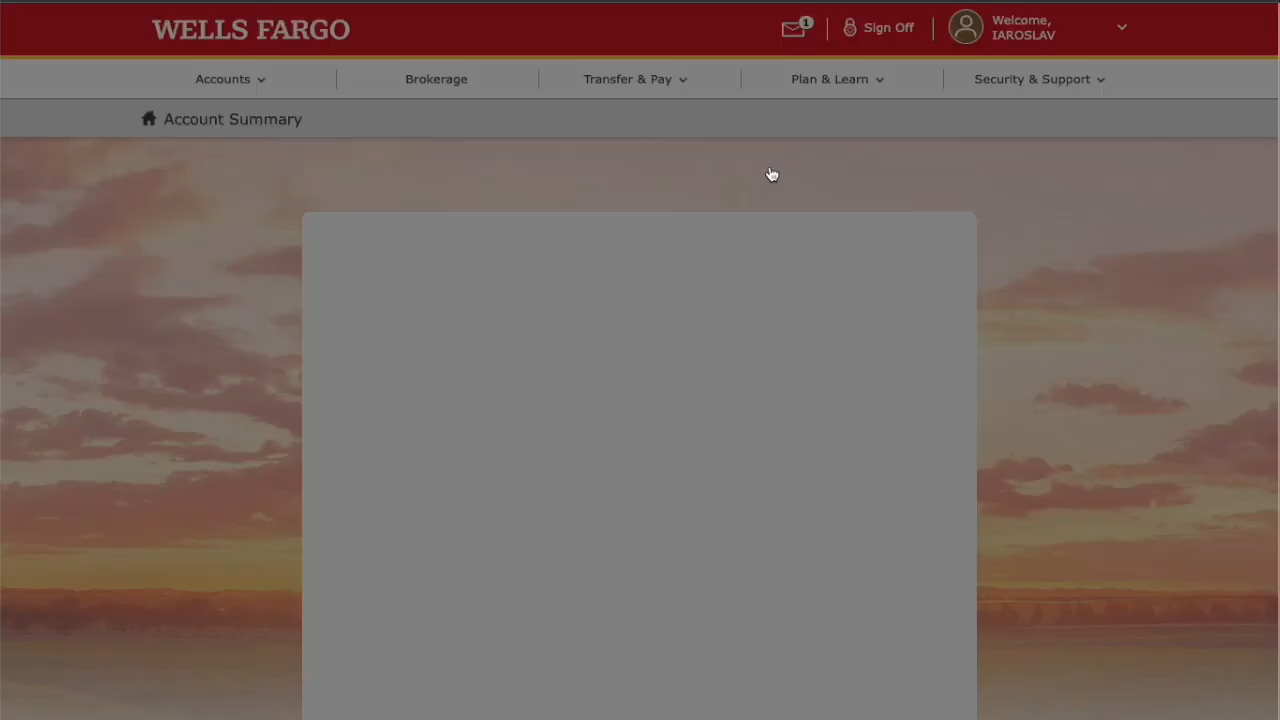 WELLS FARGO
1
Sign Off
Welcome,
IAROSLAV
Accounts
Brokerage
Transfer & Pay
Plan & Learn
Security & Support
Account Summary